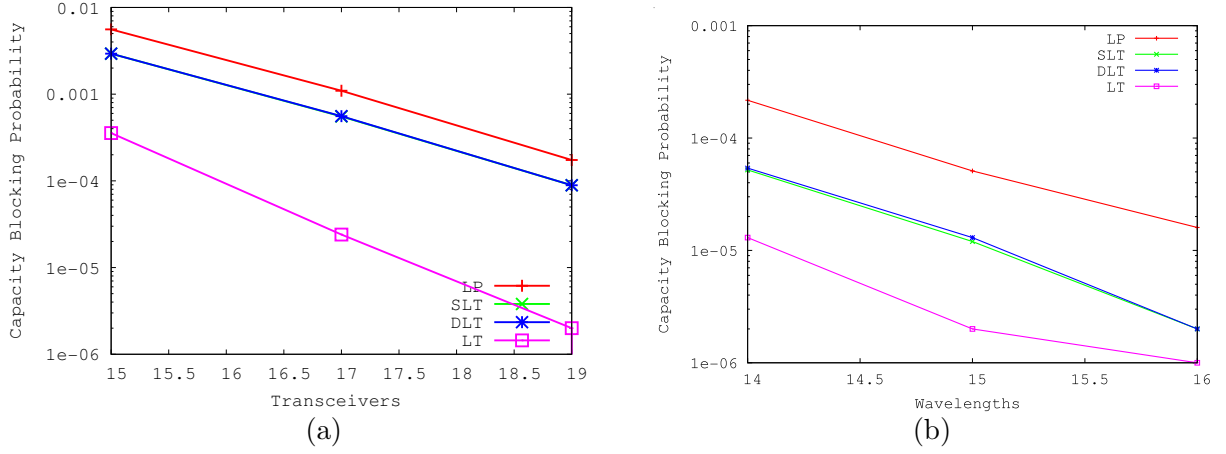 0.01
0.001
1e-04
1e-05
1e-06
Capacity Blocking Probability
LP
SLT
DLT
LT
15 15.5 16 16.5 17 17.5 18 18.5 19
Transceivers
(a)
0.001
1e-04
1e-05
1e-06
Capacity Blocking Probability
LP
SLT
DLT
LT
14 14.5 15 15.5 16
Wavelengths
(b)